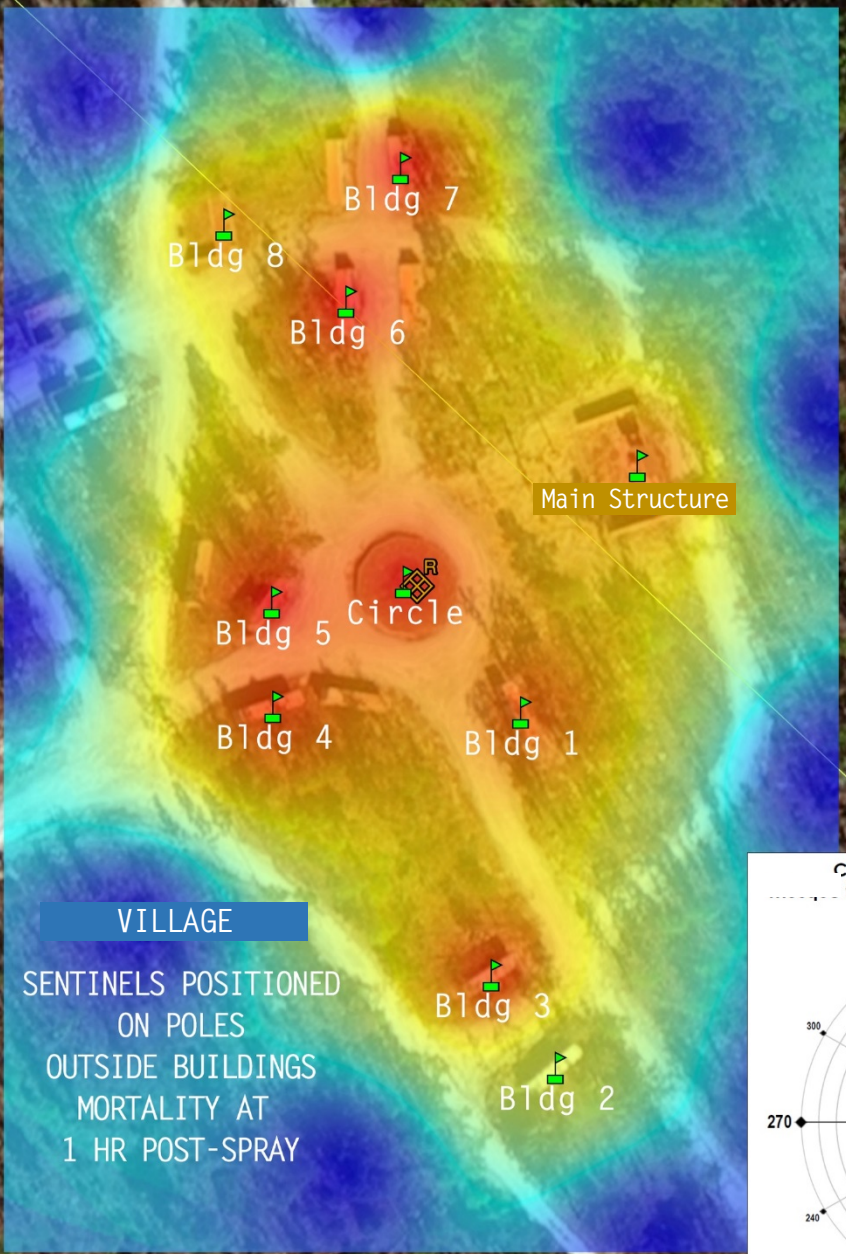 Bldg 7
Bldg 8
Bldg 6
Main Structure
R
Circle
Bldg 5
Bldg 4
Bldg 1
VILLAGE
SENTINELS POSITIONED
ON POLES
OUTSIDE BUILDINGS
MORTALITY AT
1 HR POST-SPRAY
Bldg 3
Bldg 2
300
270
240